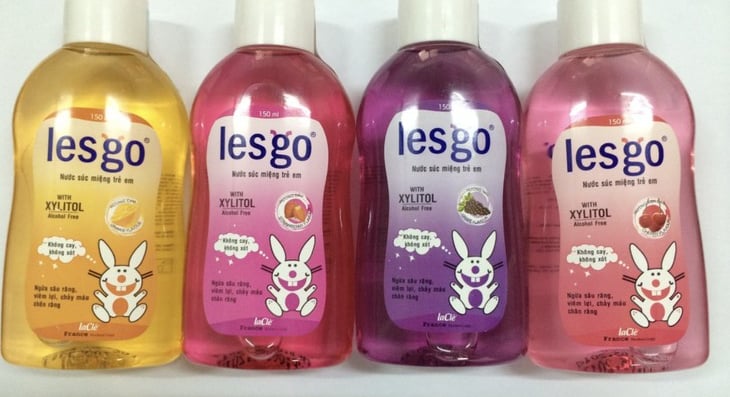 150 ml
lesgo®
Nước súc miệng trẻ em
WITH
XYLITOL
Alcohol Free
Không cay,
không xót
Ngừa sâu răng,
viêm lợi, chảy máu
chân răng
laClé
France
150 ml
lesgo®
Nước súc miệng trẻ em
WITH
XYLITOL
Alcohol Free
Không cay,
không xót
Ngừa sâu răng,
viêm lợi, chảy máu
chân răng
laClé
France
150 ml
lesgo®
Nước súc miệng trẻ em
WITH
XYLITOL
Alcohol Free
Không cay,
không xót
Ngừa sâu răng,
viêm lợi, chảy máu
chân răng
laClé
France
150 ml
lesgo®
Nước súc miệng trẻ em
WITH
XYLITOL
Alcohol Free
Không cay,
không xót
Ngừa sâu răng,
viêm lợi, chảy máu
chân răng
laClé
France